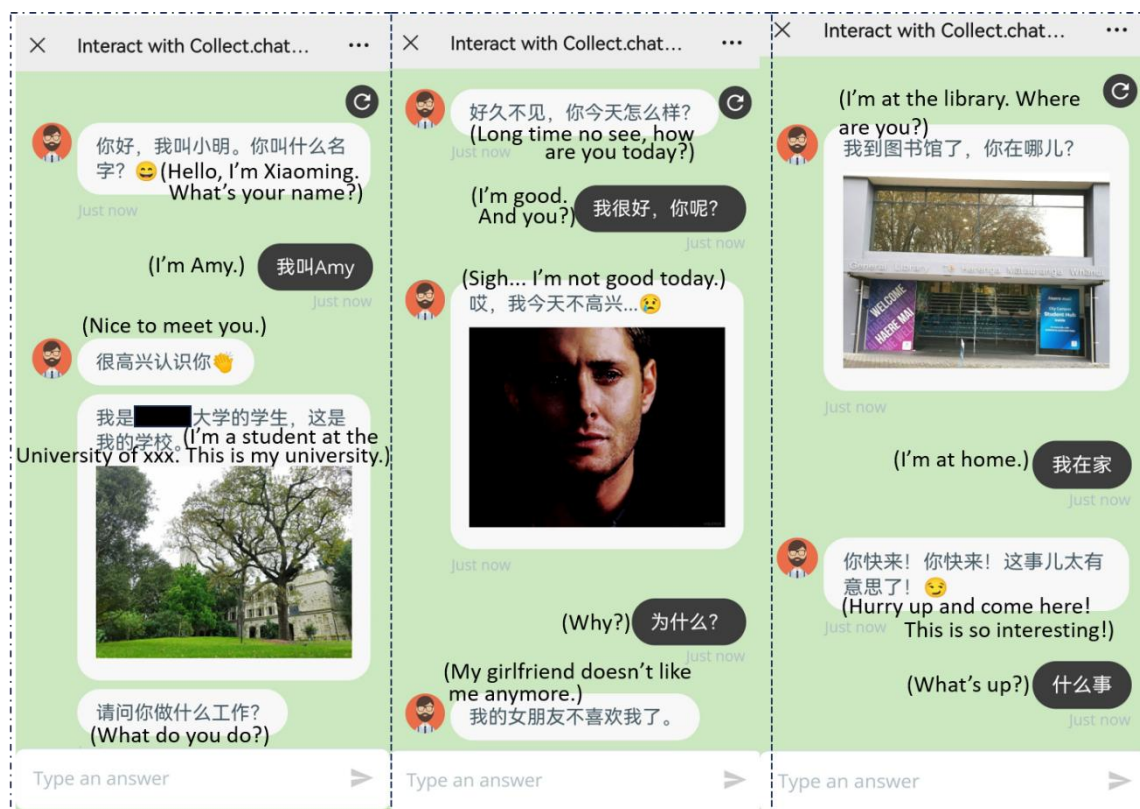 Interact with Collect.chat...
你好，我叫小明。你叫什么名
字？😄(Hello, I'm Xiaoming.
What's your name?)
Just now
(I'm Amy.) 我叫Amy
Just now
(Nice to meet you.)
很高兴认识你👏
我是 大学的学生，这是
我的学校。(I'm a student at the
University of xxx. This is my university.)
请问你做什么工作？
(What do you do?)
Type an answer
Interact with Collect.chat...
好久不见，你今天怎么样？
(Long time no see, how
are you today?)
Just now
(I'm good.
And you?) 我很好，你呢？
Just now
(Sigh... I'm not good today.)
哎，我今天不高兴...😢
Just now
(Why?) 为什么？
Just now
(My girlfriend doesn't like
me anymore.)
我的女朋友不喜欢我了。
Type an answer
Interact with Collect.chat...
(I'm at the library. Where
are you?)
我到图书馆了，你在哪儿？
General Library
WELCOME
HAERE MAI
Student Hub
Just now
(I'm at home.) 我在家
Just now
你快来！你快来！这事儿太有
意思了！😏
(Hurry up and come here!
Just now
This is so interesting!)
(What's up?) 什么事
Just now
Type an answer